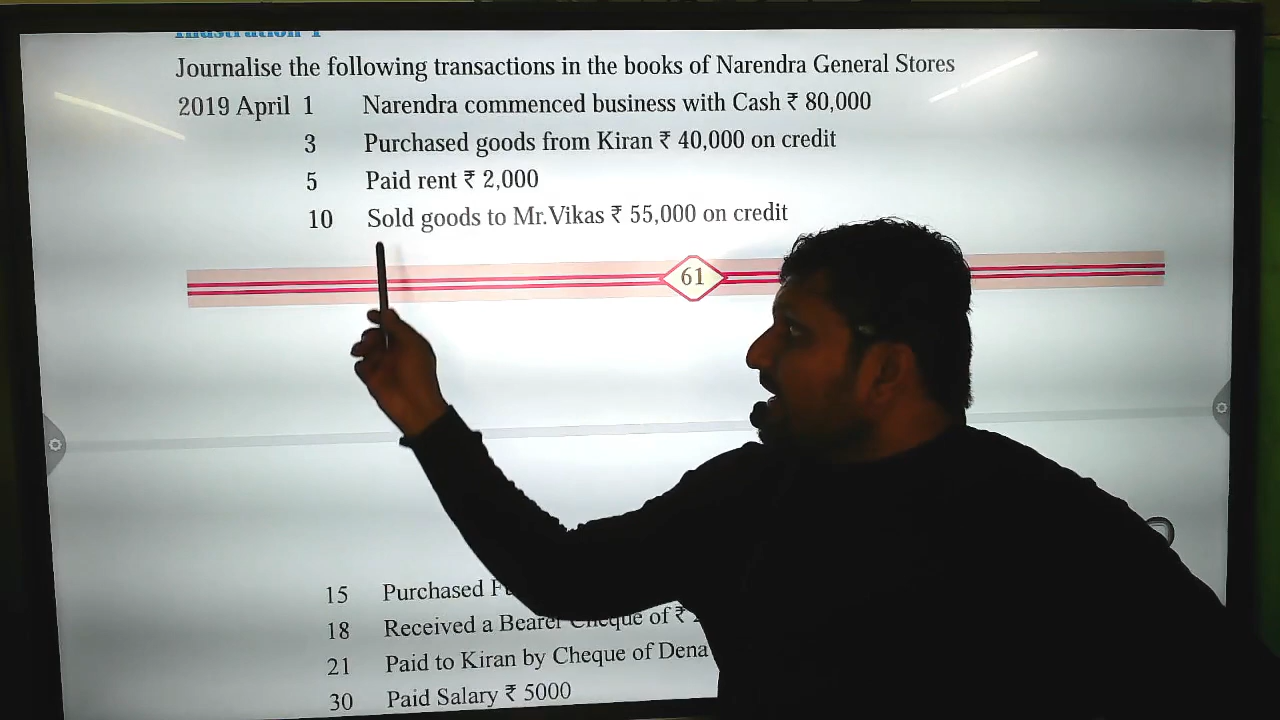 Illustration 1
Journalise the following transactions in the books of Narendra General Stores
2019 April 1 Narendra commenced business with Cash ₹ 80,000
3 Purchased goods from Kiran ₹ 40,000 on credit
5 Paid rent ₹ 2,000
10 Sold goods to Mr.Vikas ₹ 55,000 on credit
61
15 Purchased
18 Received a Bearer Cheque of ₹
21 Paid to Kiran by Cheque of Dena
30 Paid Salary ₹ 5000